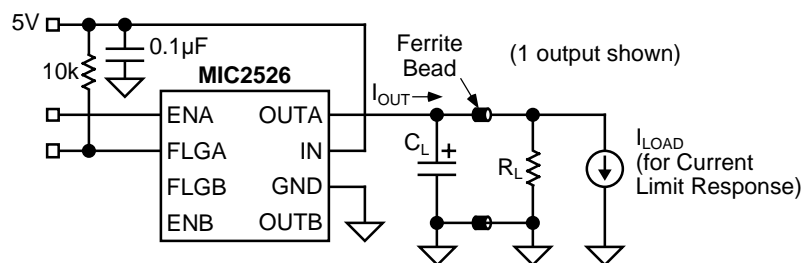 5V
0.1µF
Ferrite
Bead
(1 output shown)
10k
MIC2526
IOUT
ENA OUTA
FLGA IN
FLGB GND
ENB OUTB
CL
+
RL
ILOAD
(for Current
Limit Response)